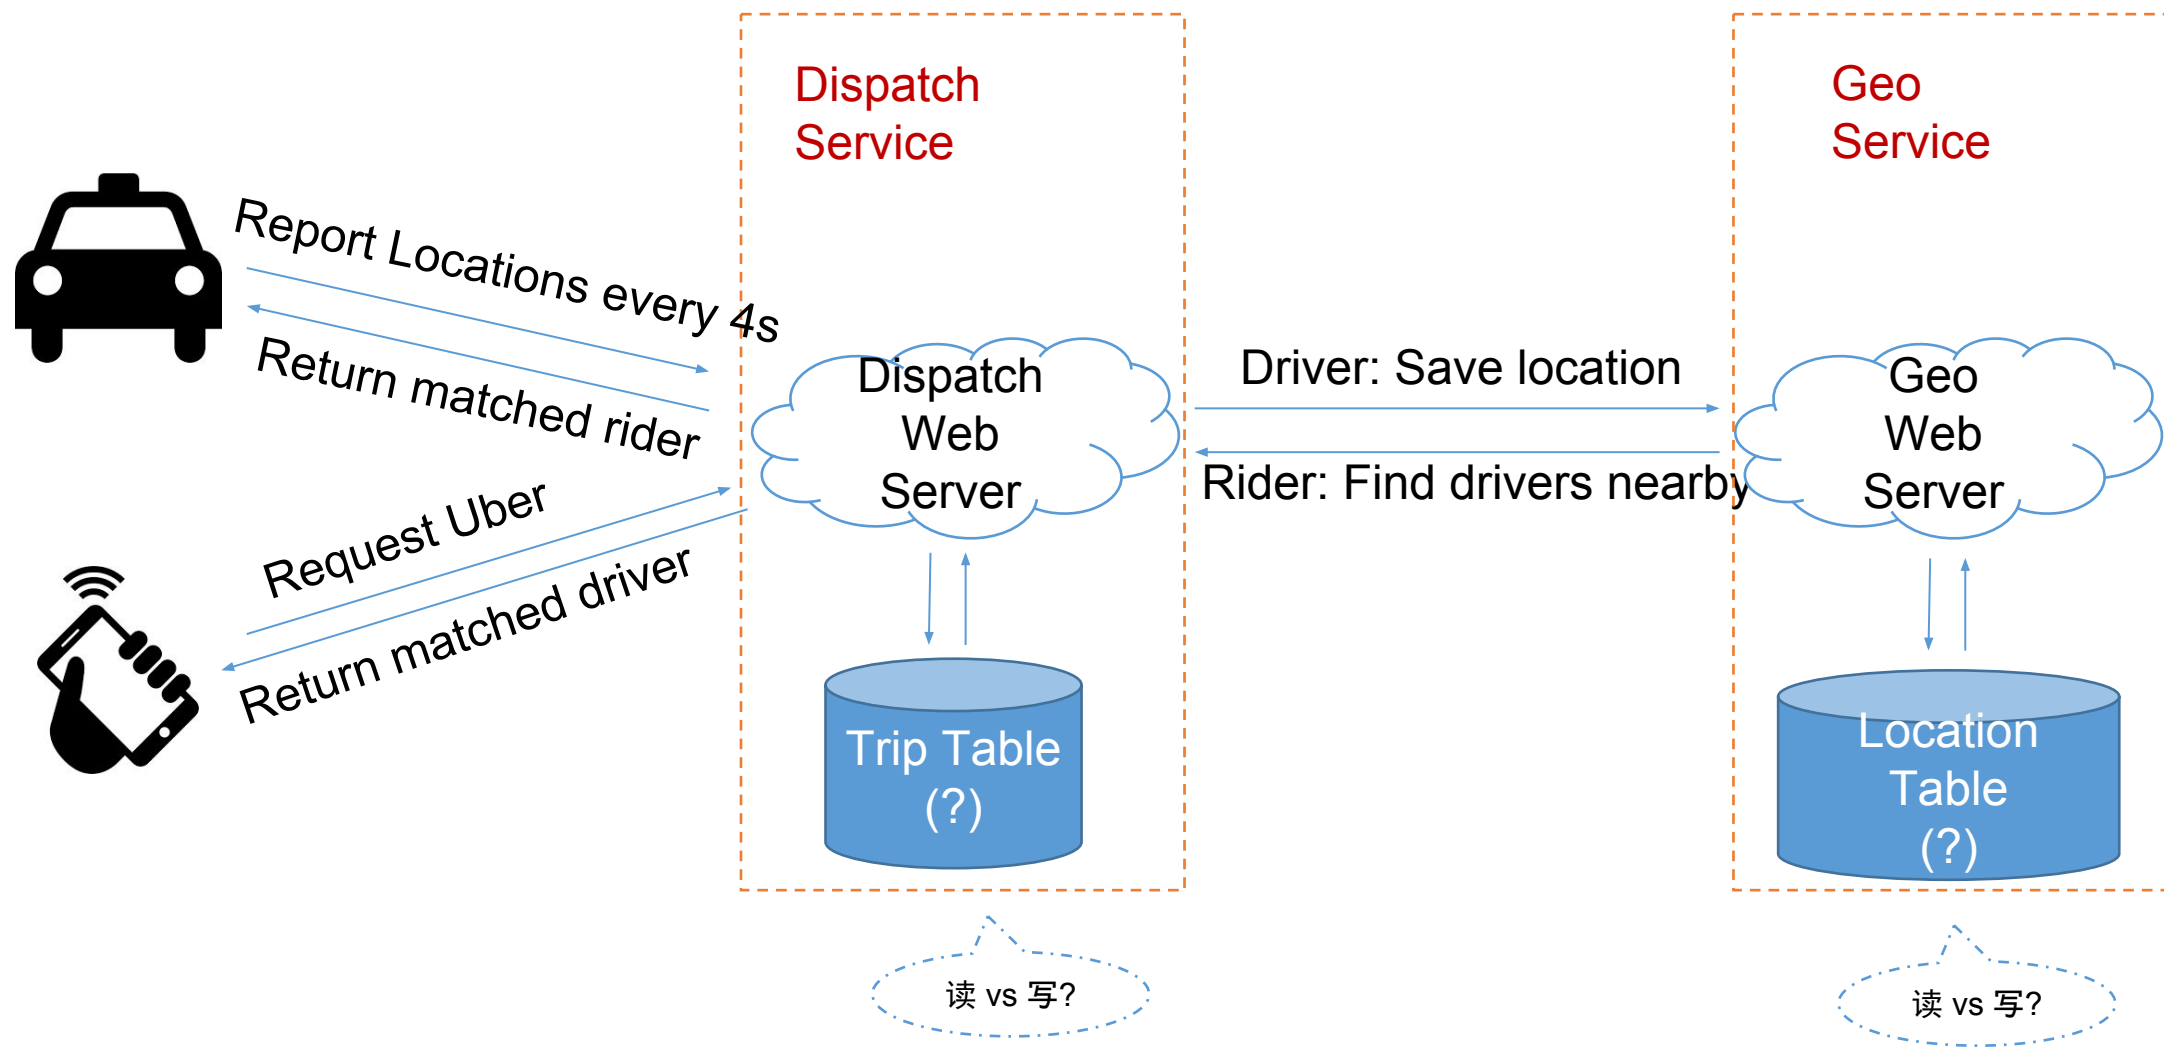 Dispatch
Service
Geo
Service
Report Locations every 4s
Return matched rider
Request Uber
Return matched driver
Dispatch
Web
Server
Driver: Save location
Rider: Find drivers nearby
Geo
Web
Server
Trip Table
(?)
Location
Table
(?)
读 vs 写?
读 vs 写?